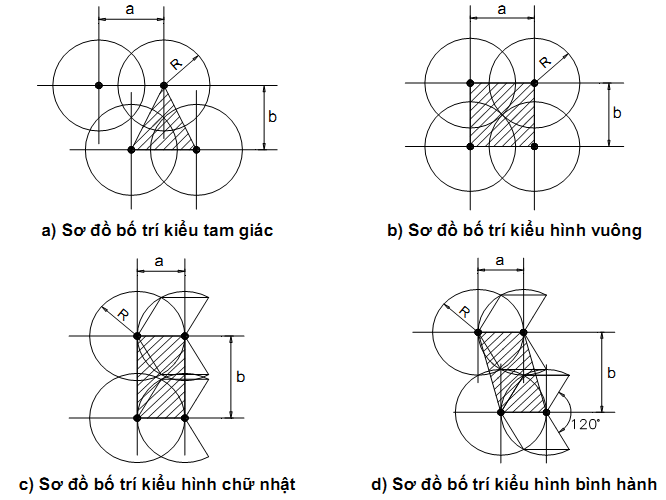 a
R
b
a) Sơ đồ bố trí kiểu tam giác
a
R
b
b) Sơ đồ bố trí kiểu hình vuông
a
R
b
c) Sơ đồ bố trí kiểu hình chữ nhật
a
R
b
120°
d) Sơ đồ bố trí kiểu hình bình hành